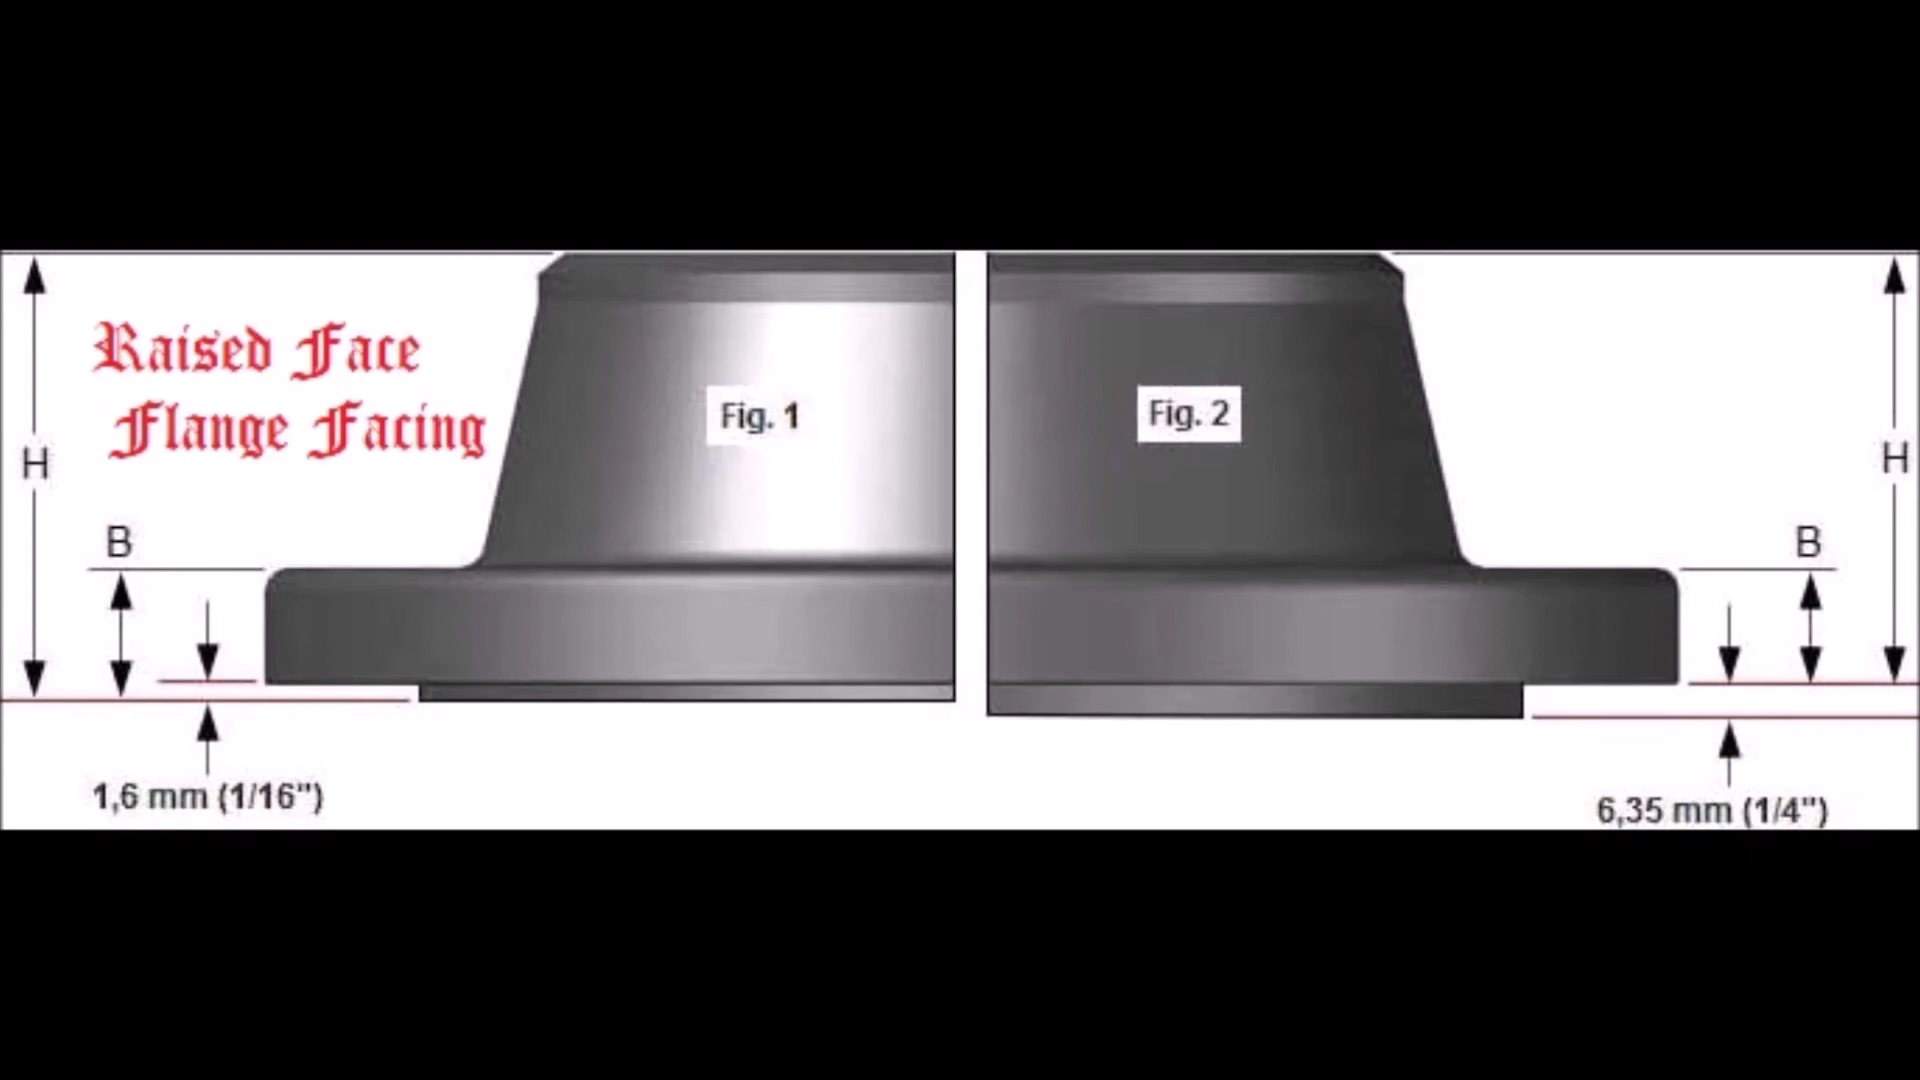 Raised Face
Flange Facing
Fig. 1
Fig. 2
H
H
B
B
1,6 mm (1/16")
6,35 mm (1/4")